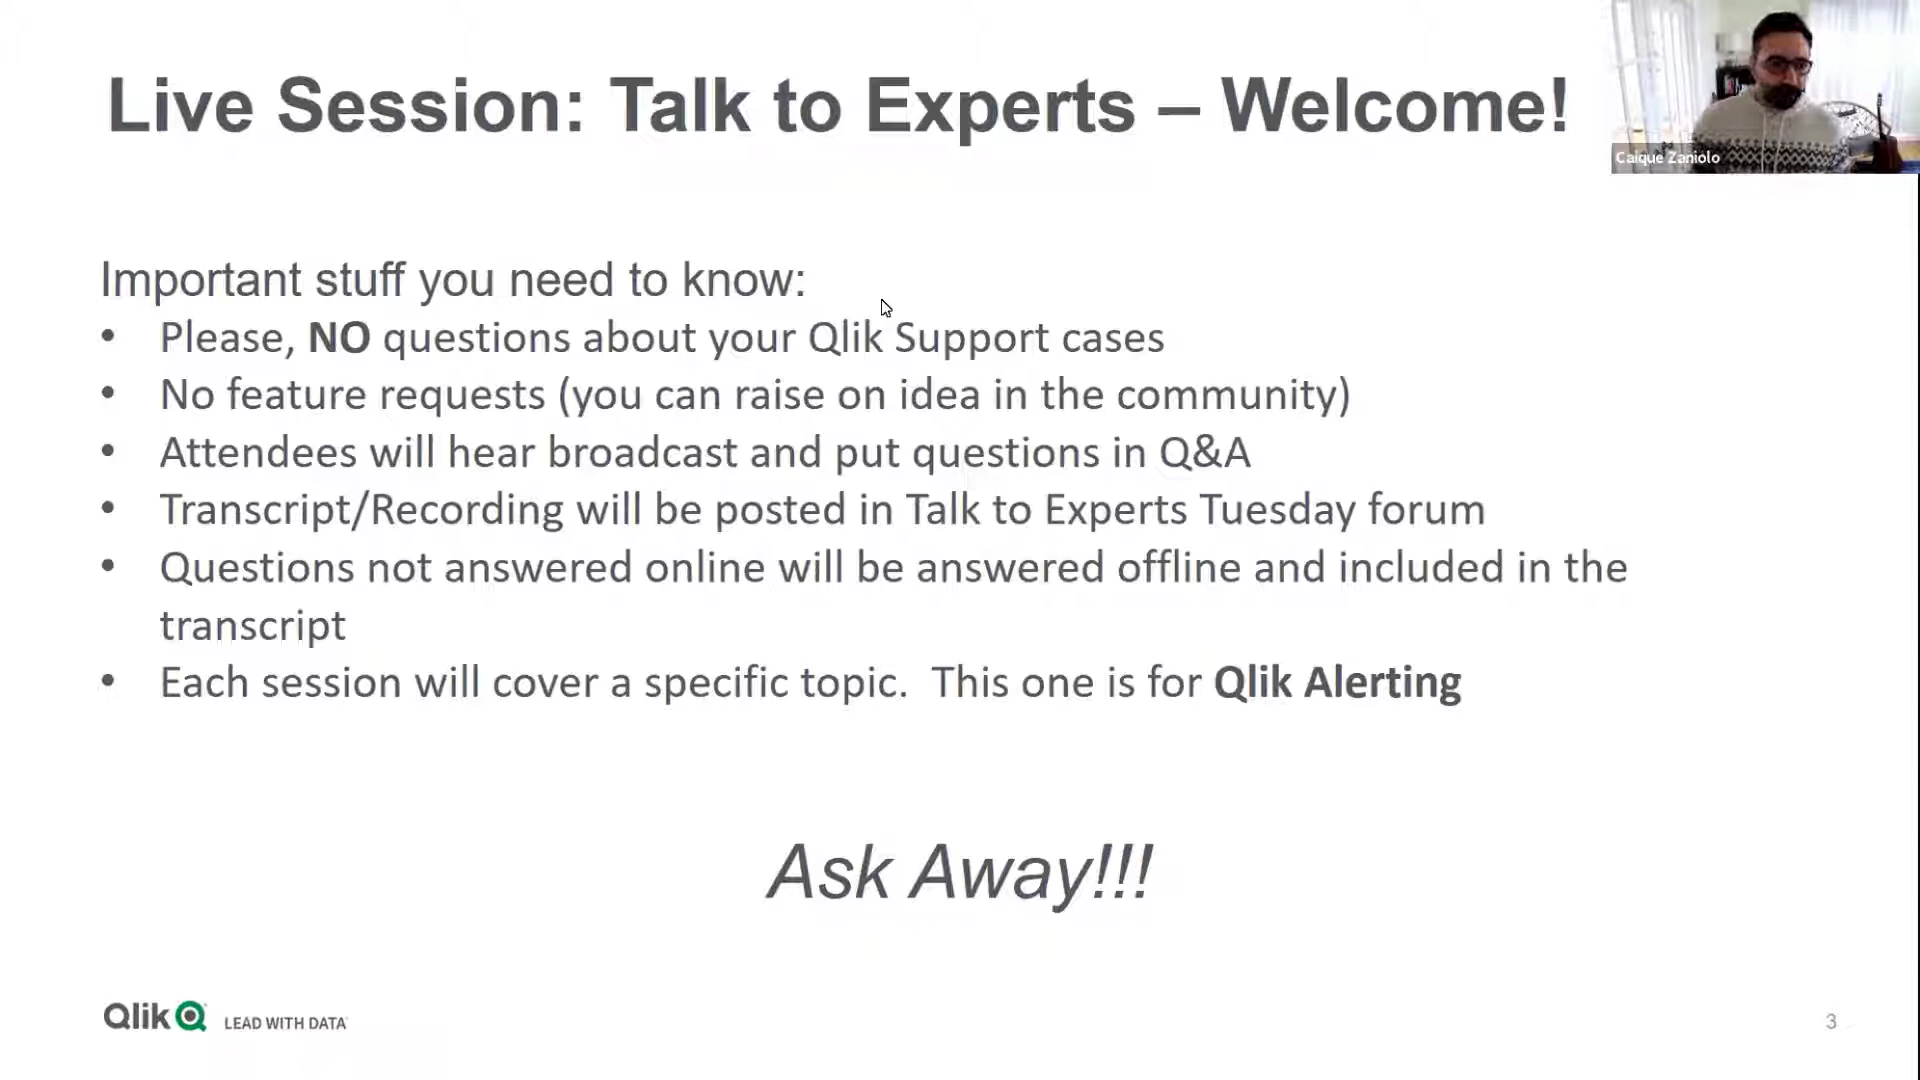 Live Session: Talk to Experts – Welcome!
Caique Zaniolo
Important stuff you need to know:
• Please, NO questions about your Qlik Support cases
• No feature requests (you can raise on idea in the community)
• Attendees will hear broadcast and put questions in Q&A
• Transcript/Recording will be posted in Talk to Experts Tuesday forum
• Questions not answered online will be answered offline and included in the
transcript
• Each session will cover a specific topic.  This one is for Qlik Alerting
Ask Away!!!
Qlik LEAD WITH DATA
3